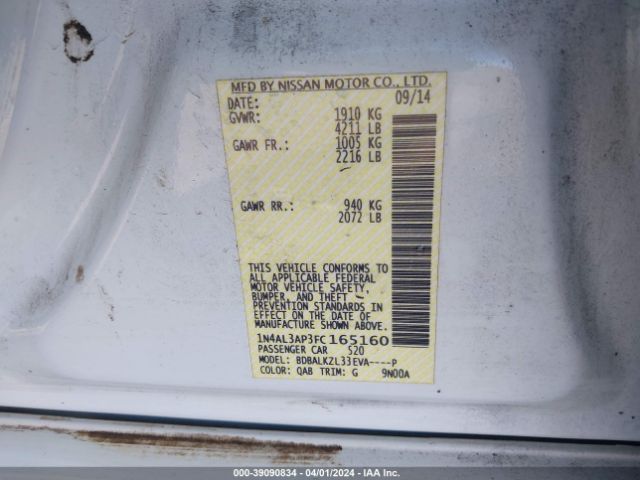 MFD BY NISSAN MOTOR CO., LTD.
DATE: 09/14
GVWR: 1910 KG
4211 LB
GAWR FR.: 1005 KG
2216 LB
GAWR RR.: 940 KG
2072 LB
THIS VEHICLE CONFORMS TO
ALL APPLICABLE FEDERAL
MOTOR VEHICLE SAFETY,
BUMPER, AND THEFT
PREVENTION STANDARDS IN
EFFECT ON THE DATE OF
MANUFACTURE SHOWN ABOVE.
1N4AL3AP3FC165160
PASSENGER CAR S20
MODEL: BDBALKZL33EVA----P
COLOR: QAB TRIM: G 9N00A
000-39090834 - 04/01/2024 - IAA Inc.